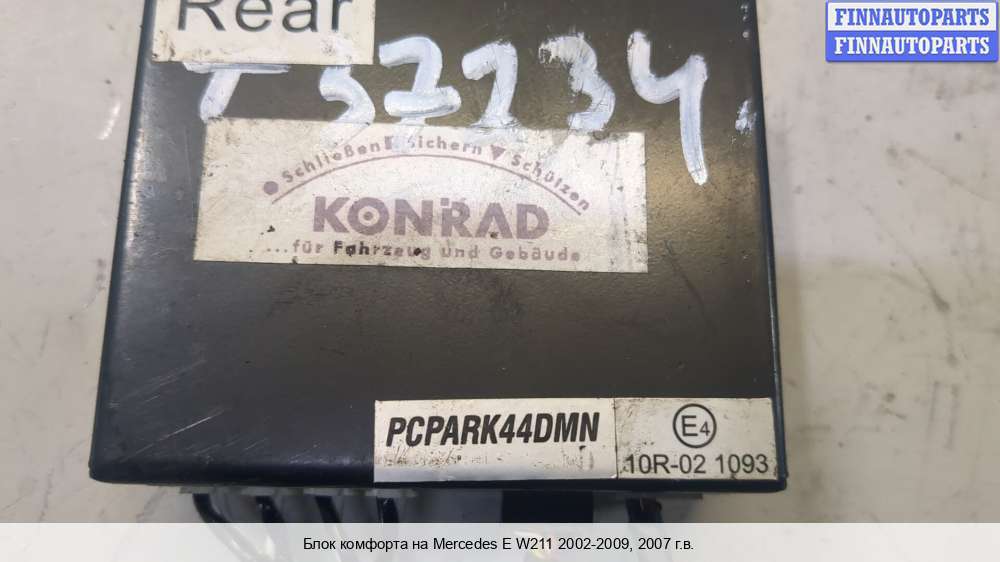 Rear
FINNAUTOPARTS
FINNAUTOPARTS
T 37234
Schließen Sichern Schützen
KONRAD
...für Fahrzeug und Gebäude
PCPARK44DMN
E4
10R-02 1093
Блок комфорта на Mercedes E W211 2002-2009, 2007 г.в.